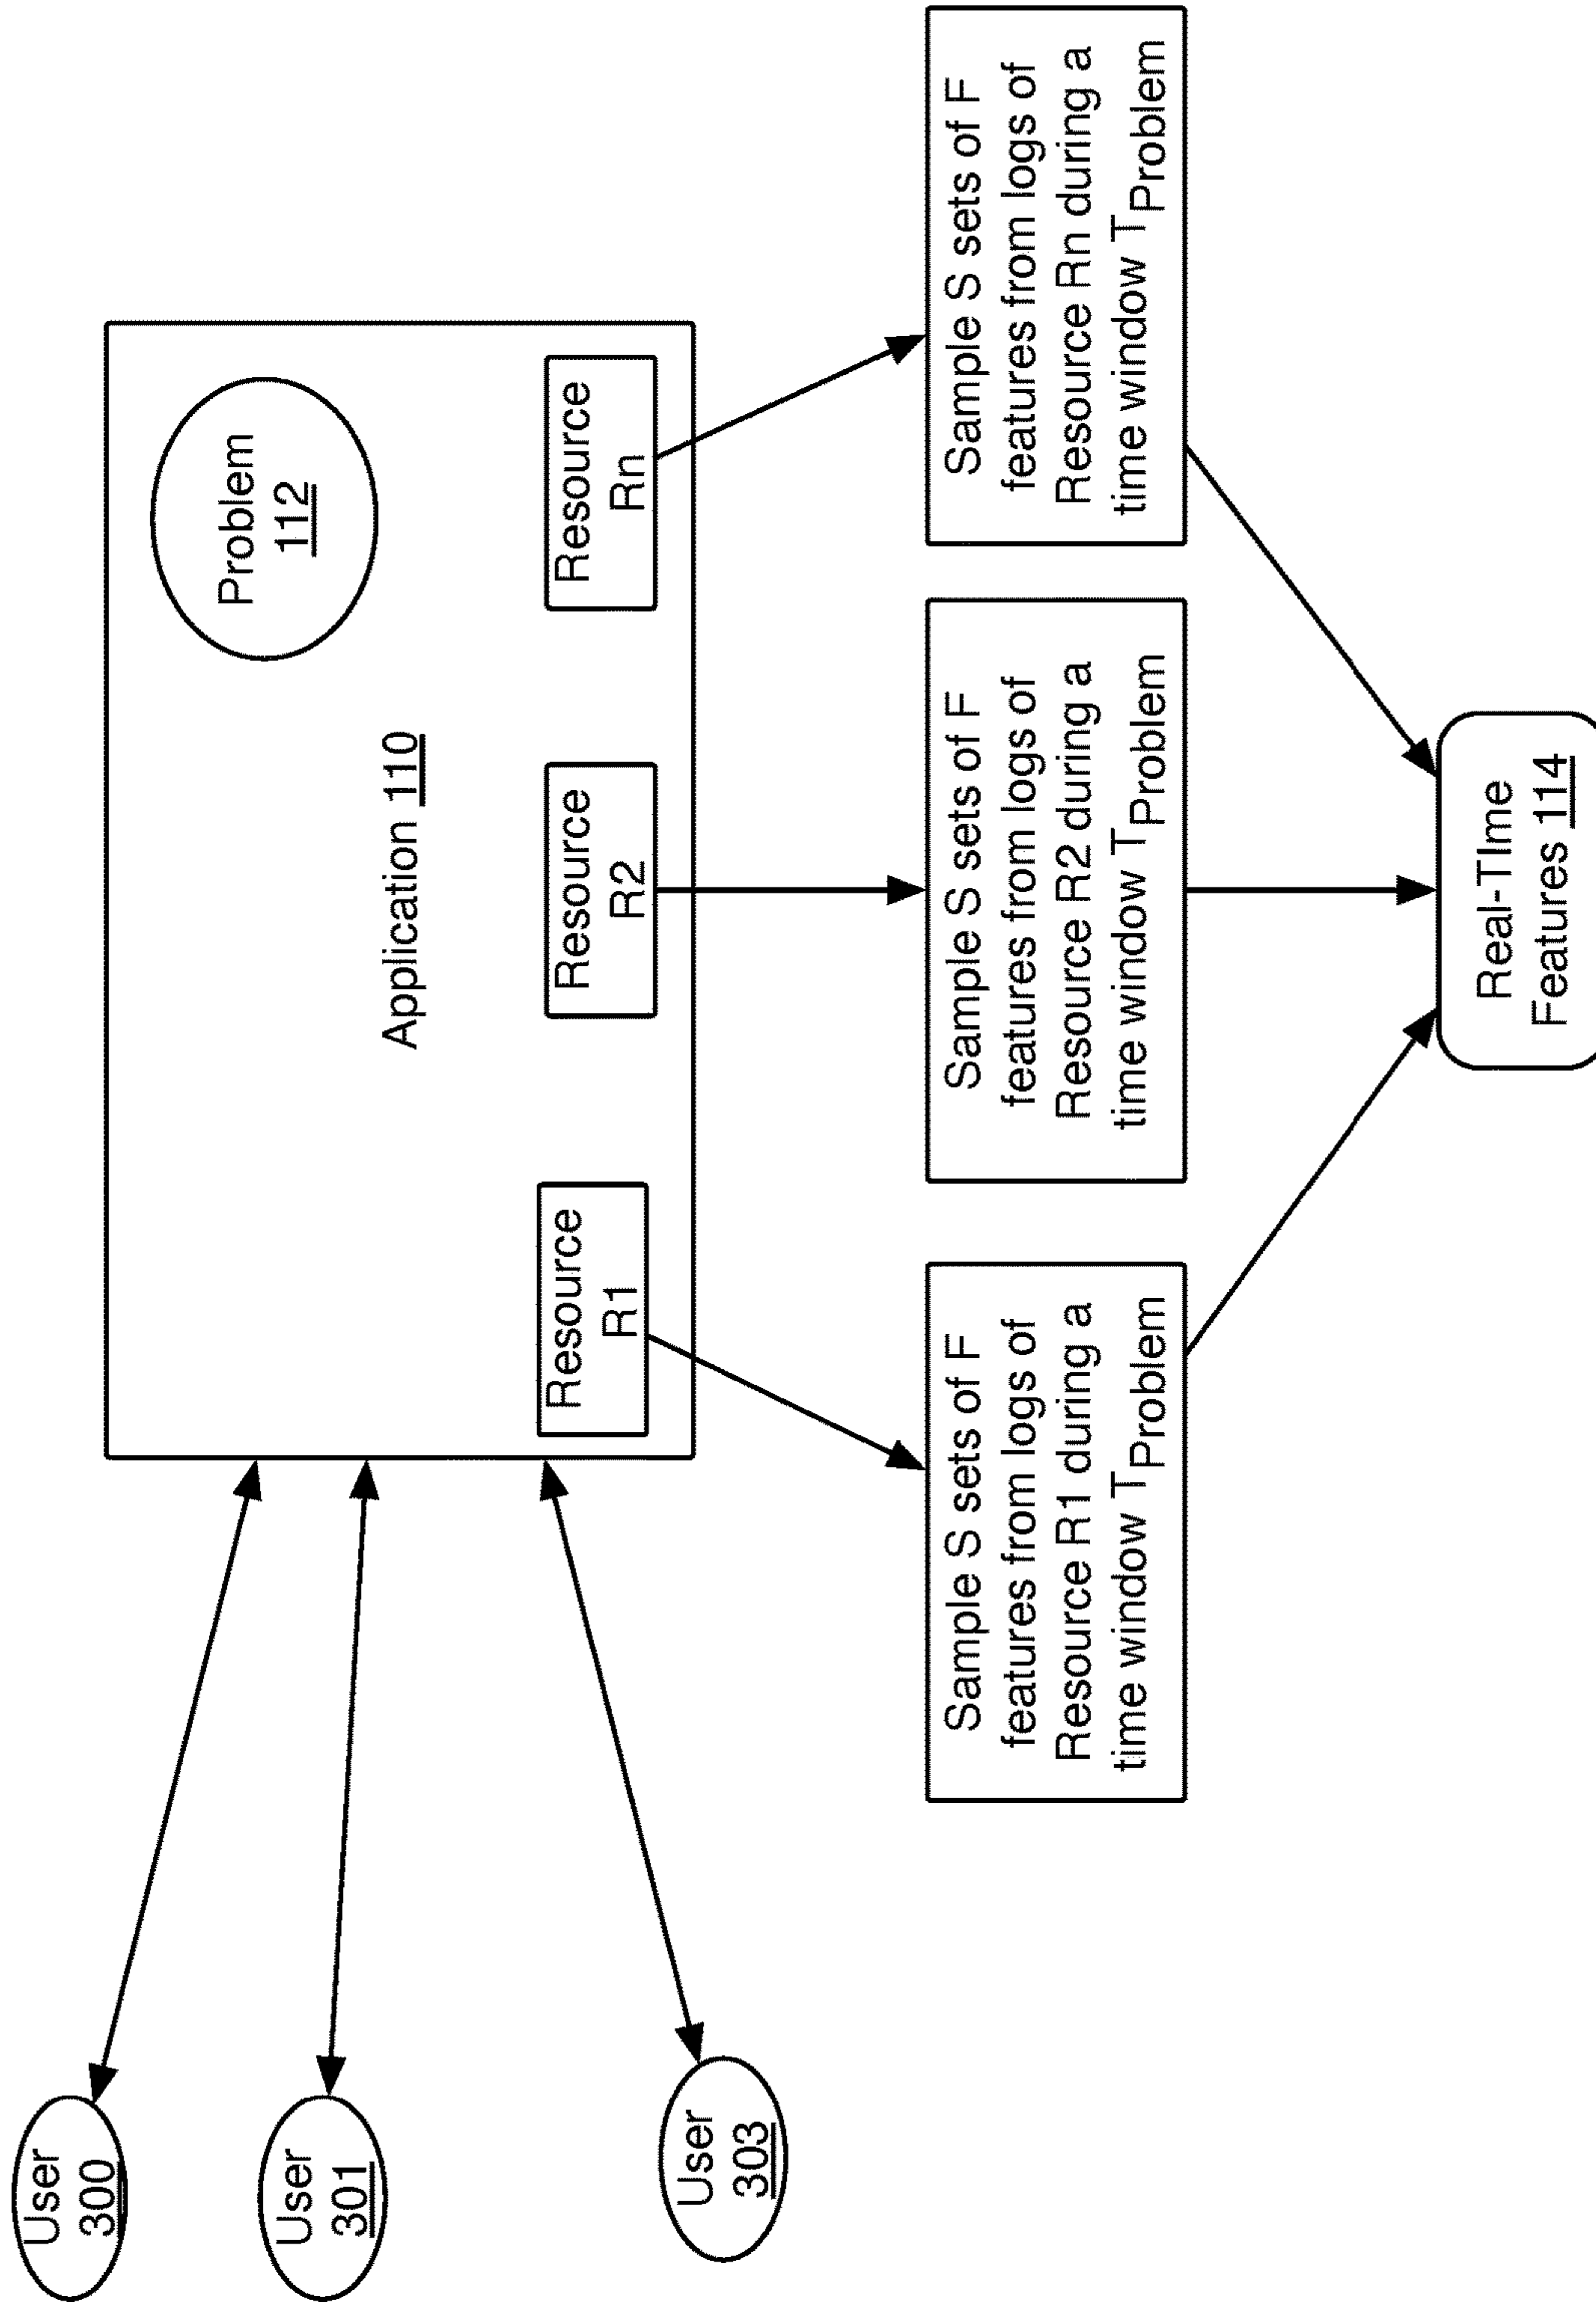 User
300
User
301
User
303
Application 110
Problem
112
Resource
R1
Resource
R2
Resource
Rn
Sample S sets of F
features from logs of
Resource R1 during a
time window TProblem
Sample S sets of F
features from logs of
Resource R2 during a
time window TProblem
Sample S sets of F
features from logs of
Resource Rn during a
time window TProblem
Real-TIme
Features 114